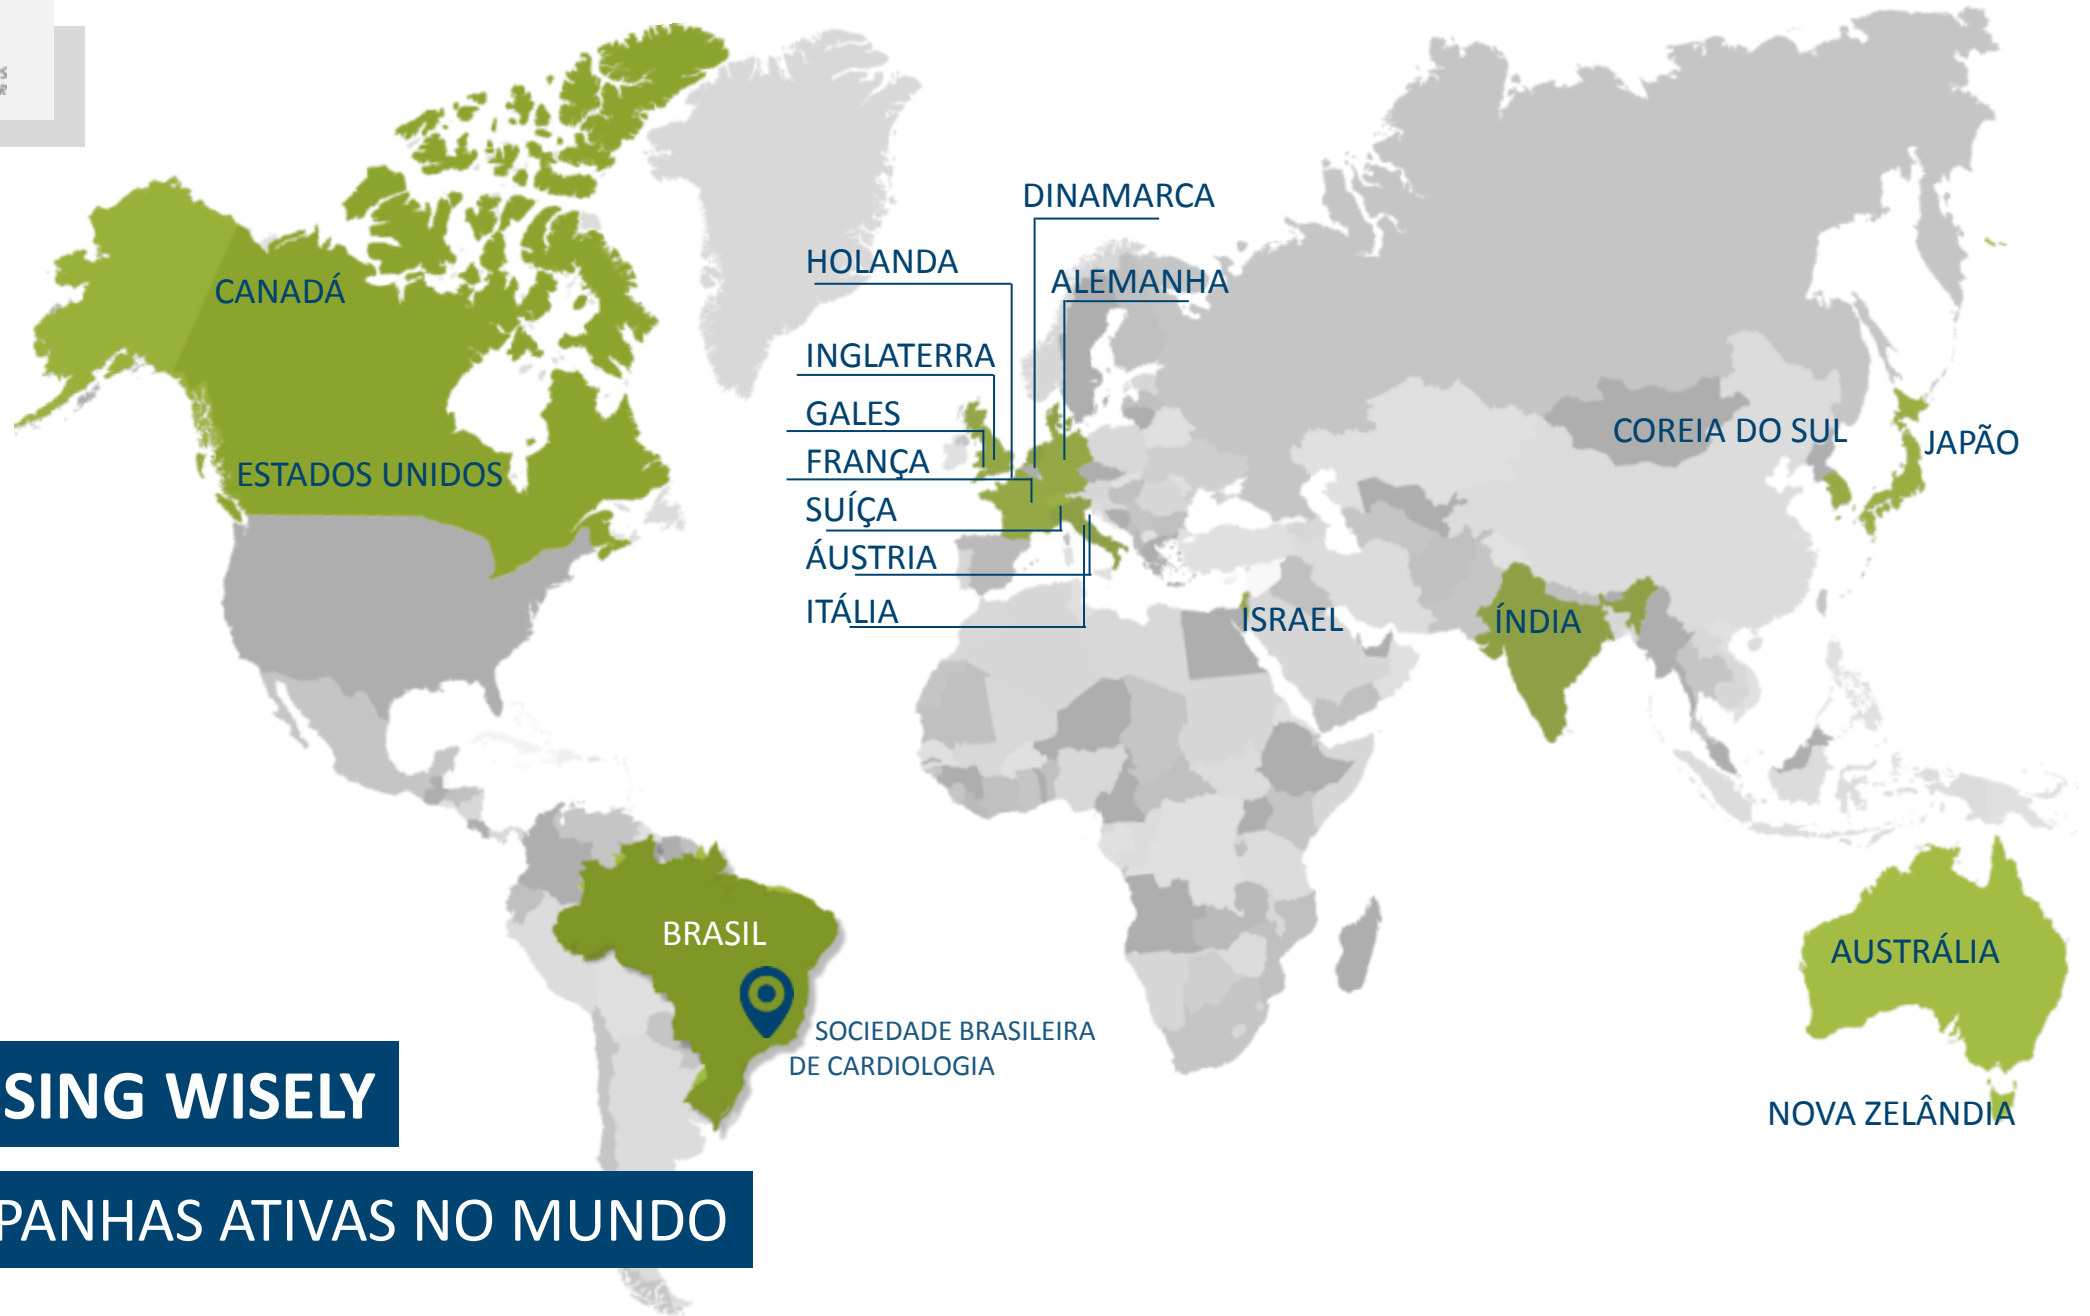 DINAMARCA
HOLANDA
ALEMANHA
CANADÁ
INGLATERRA
GALES
COREIA DO SUL
JAPÃO
FRANÇA
ESTADOS UNIDOS
SUÍÇA
ÁUSTRIA
ITÁLIA
ISRAEL
ÍNDIA
BRASIL
AUSTRÁLIA
SOCIEDADE BRASILEIRA
DE CARDIOLOGIA
NOVA ZELÂNDIA
SING WISELY
PANHAS ATIVAS NO MUNDO